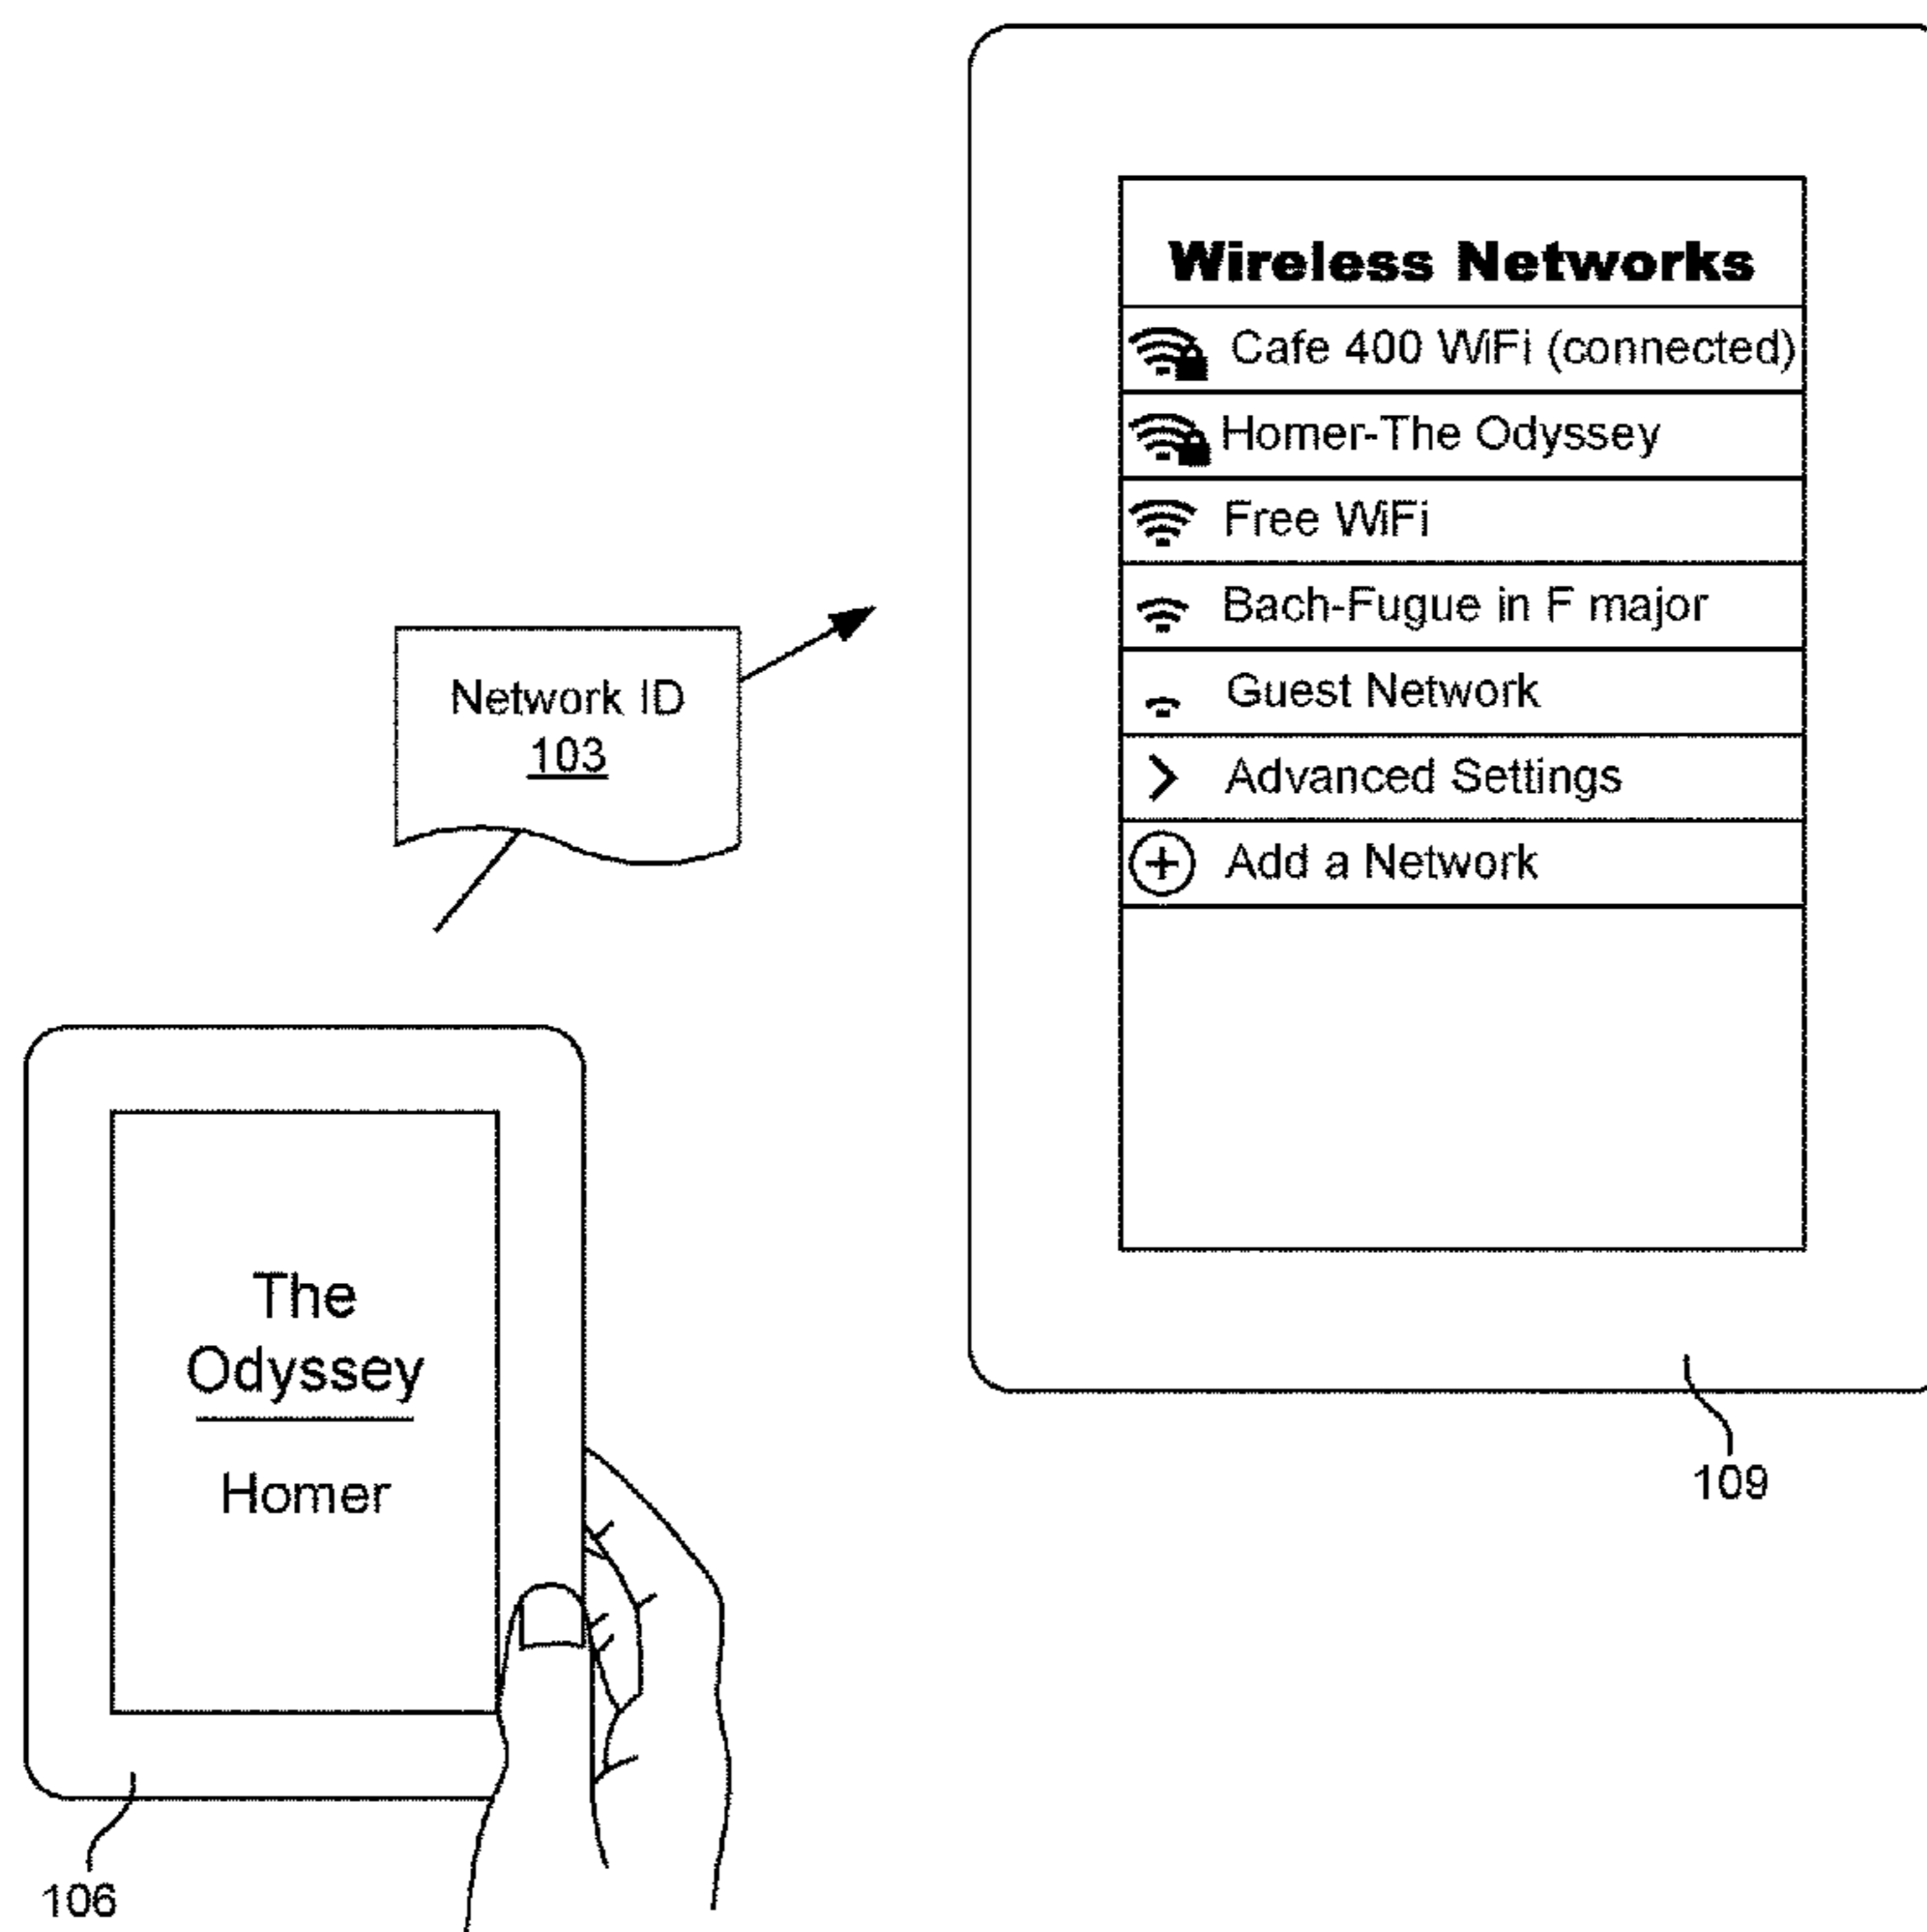 Wireless Networks
Cafe 400 WiFi (connected)
Homer-The Odyssey
Free WiFi
Bach-Fugue in F major
Guest Network
Advanced Settings
Add a Network
109
Network ID
103
The
Odyssey
Homer
106